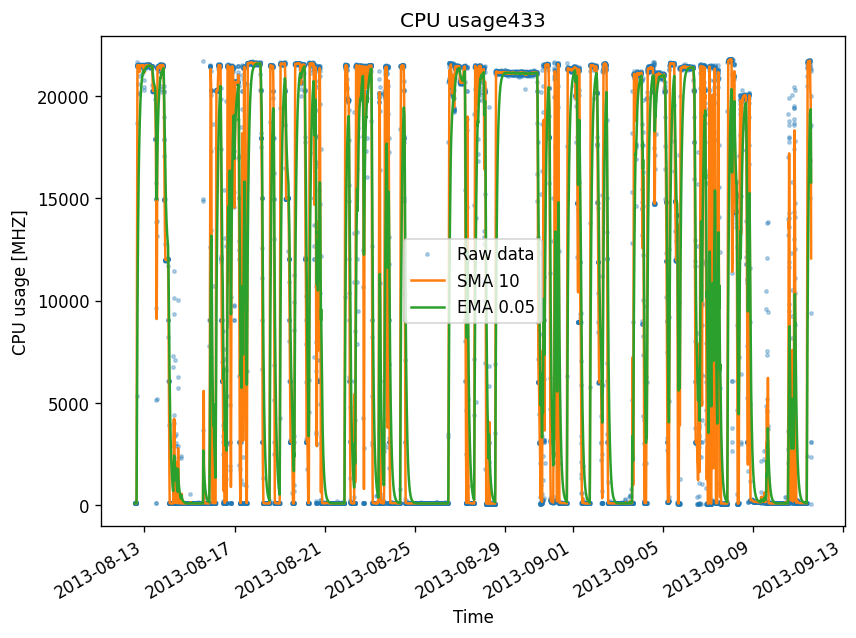 CPU usage433
CPU usage [MHZ]
20000
15000
10000
5000
0
Raw data
SMA 10
EMA 0.05
2013-08-13
2013-08-17
2013-08-21
2013-08-25
2013-08-29
2013-09-01
2013-09-05
2013-09-09
2013-09-13
Time